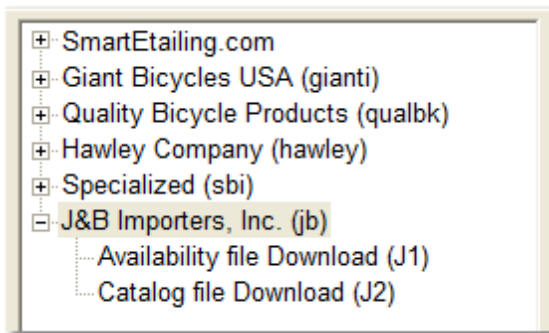 SmartEtailing.com
Giant Bicycles USA (gianti)
Quality Bicycle Products (qualbk)
Hawley Company (hawley)
Specialized (sbi)
J&B Importers, Inc. (jb)
Availability file Download (J1)
Catalog file Download (J2)